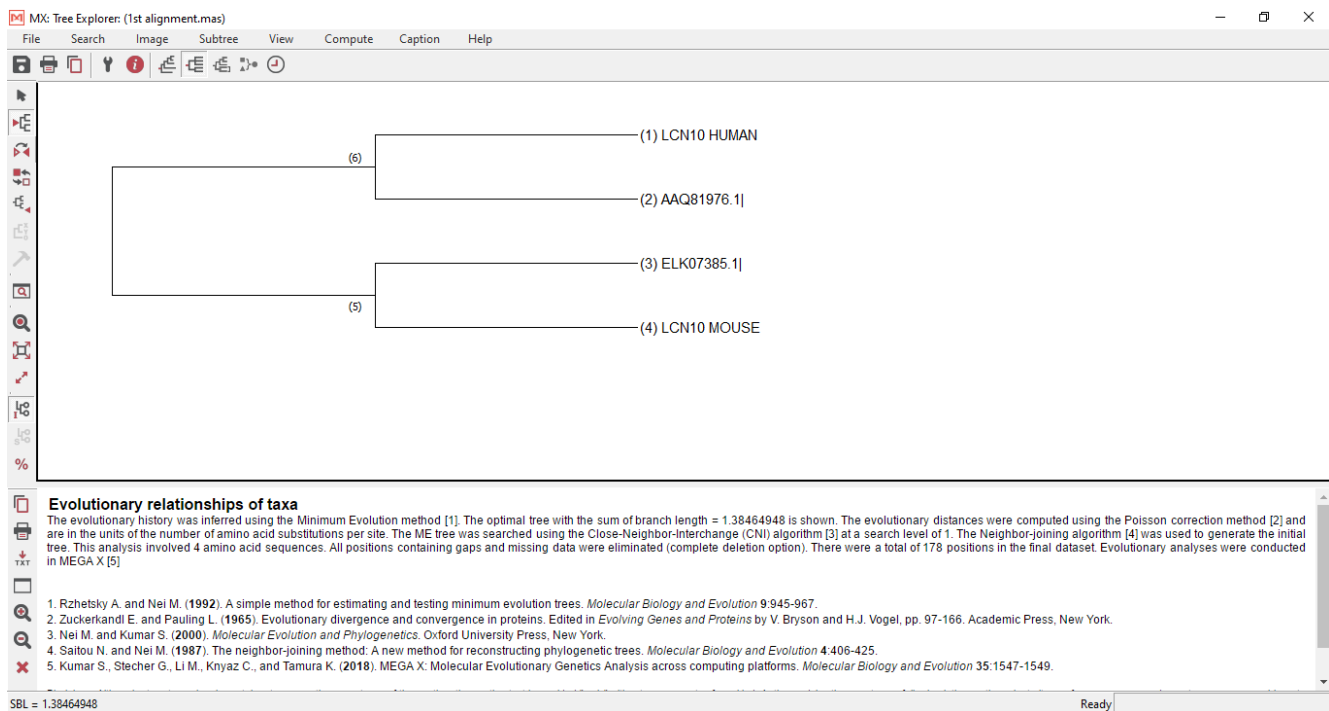 MX: Tree Explorer: (1st alignment.mas)
File Search Image Subtree View Compute Caption Help
(1) LCN10 HUMAN
(6)
(2) AAQ81976.1|
(3) ELK07385.1|
(5)
(4) LCN10 MOUSE
%
TXT
Evolutionary relationships of taxa
The evolutionary history was inferred using the Minimum Evolution method [1]. The optimal tree with the sum of branch length = 1.38464948 is shown. The evolutionary distances were computed using the Poisson correction method [2] and
are in the units of the number of amino acid substitutions per site. The ME tree was searched using the Close-Neighbor-Interchange (CNI) algorithm [3] at a search level of 1. The Neighbor-joining algorithm [4] was used to generate the initial
tree. This analysis involved 4 amino acid sequences. All positions containing gaps and missing data were eliminated (complete deletion option). There were a total of 178 positions in the final dataset. Evolutionary analyses were conducted
in MEGA X [5]
1. Rzhetsky A. and Nei M. (1992). A simple method for estimating and testing minimum evolution trees. Molecular Biology and Evolution 9:945-967.
2. Zuckerkandl E. and Pauling L. (1965). Evolutionary divergence and convergence in proteins. Edited in Evolving Genes and Proteins by V. Bryson and H.J. Vogel, pp. 97-166. Academic Press, New York.
3. Nei M. and Kumar S. (2000). Molecular Evolution and Phylogenetics. Oxford University Press, New York.
4. Saitou N. and Nei M. (1987). The neighbor-joining method: A new method for reconstructing phylogenetic trees. Molecular Biology and Evolution 4:406-425.
5. Kumar S., Stecher G., Li M., Knyaz C., and Tamura K. (2018). MEGA X: Molecular Evolutionary Genetics Analysis across computing platforms. Molecular Biology and Evolution 35:1547-1549.
SBL = 1.38464948
Ready